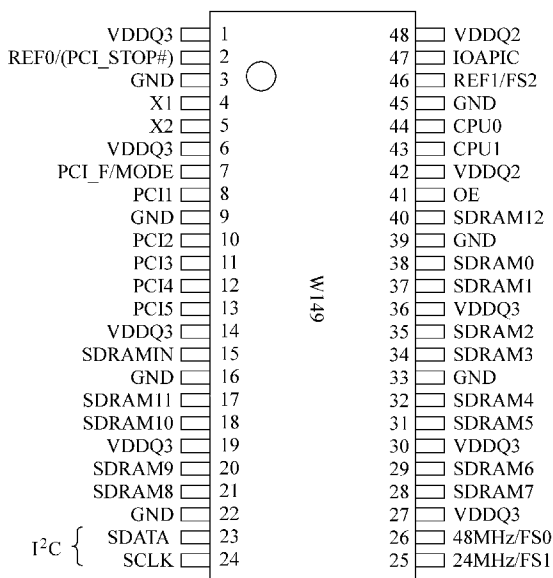 VDDQ3 1 48 VDDQ2
REF0/(PCI_STOP#) 2 47 IOAPIC
GND 3 46 REF1/FS2
X1 4 45 GND
X2 5 44 CPU0
VDDQ3 6 43 CPU1
PCI_F/MODE 7 42 VDDQ2
PCI1 8 41 OE
GND 9 40 SDRAM12
PCI2 10 39 GND
PCI3 11 38 SDRAM0
PCI4 12 37 SDRAM1
PCI5 13 36 VDDQ3
VDDQ3 14 35 SDRAM2
SDRAMIN 15 34 SDRAM3
GND 16 33 GND
SDRAM11 17 32 SDRAM4
SDRAM10 18 31 SDRAM5
VDDQ3 19 30 VDDQ3
SDRAM9 20 29 SDRAM6
SDRAM8 21 28 SDRAM7
GND 22 27 VDDQ3
SDATA 23 26 48MHz/FS0
SCLK 24 25 24MHz/FS1
I²C
W149